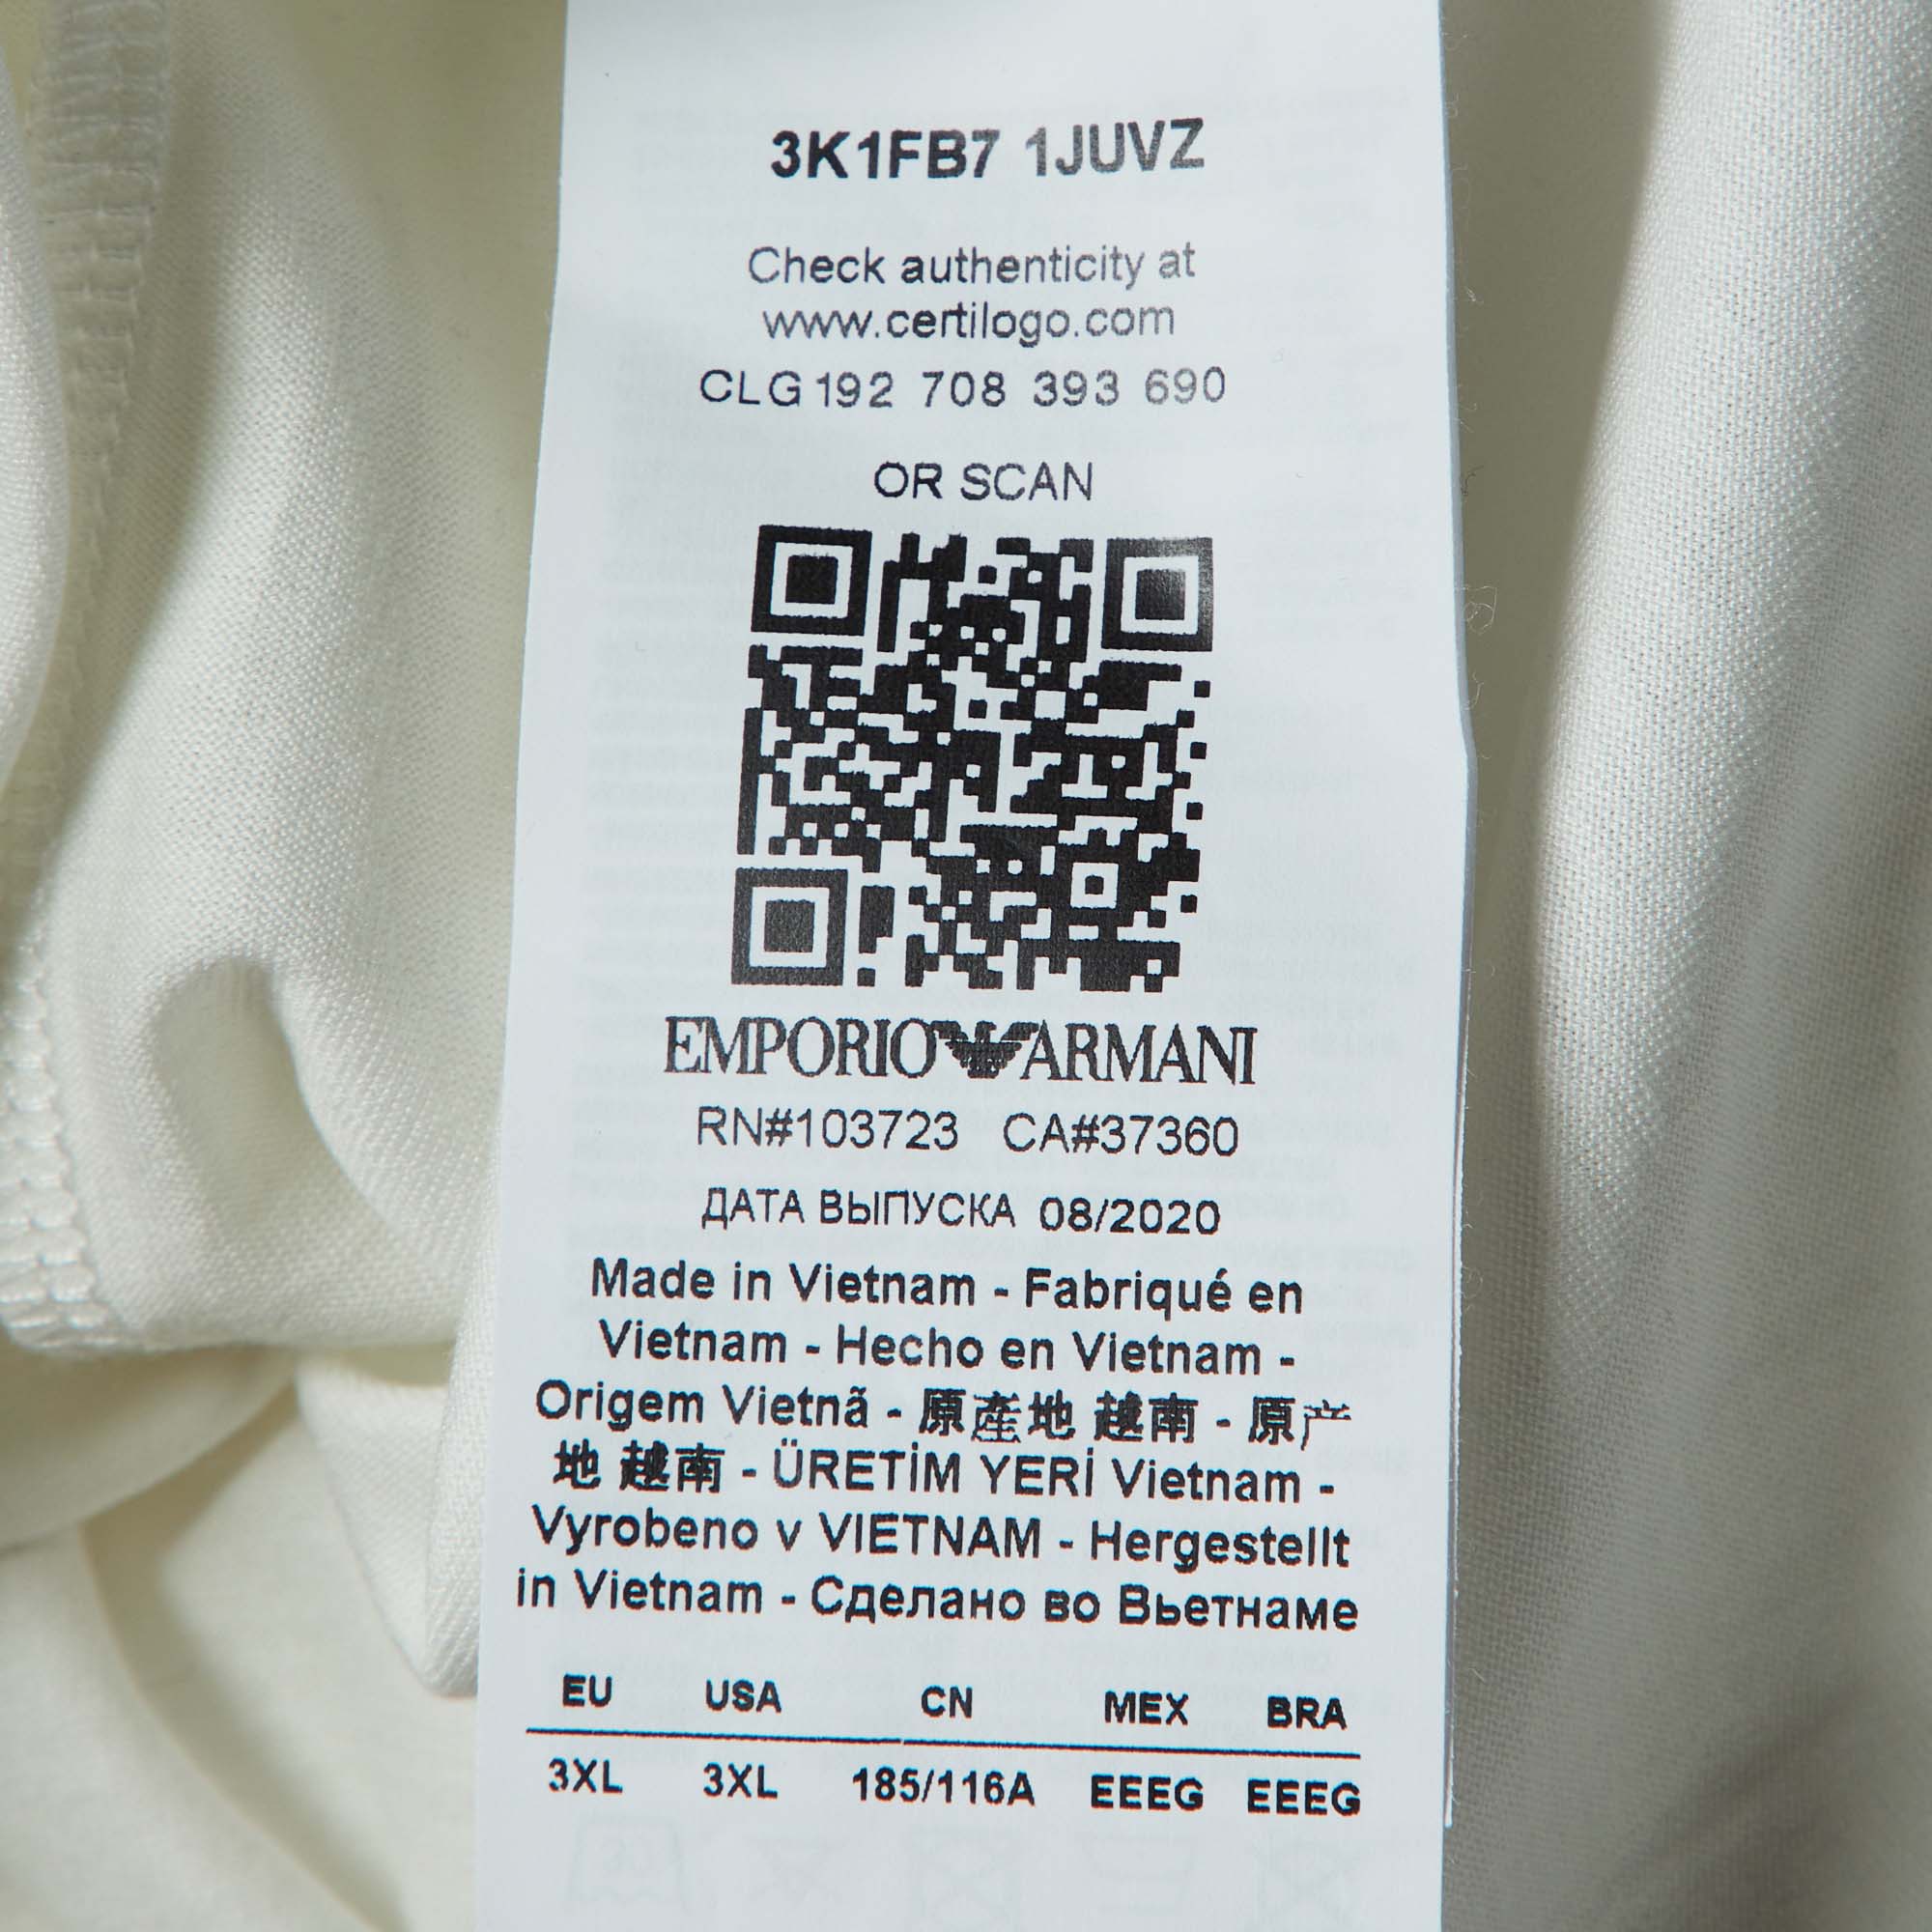 3K1FB7 1JUVZ
Check authenticity at
www.certilogo.com
CLG 192 708 393 690
OR SCAN
EMPORIO ARMANI
RN#103723 CA#37360
ДАТА ВЫПУСКА 08/2020
Made in Vietnam - Fabriqué en
Vietnam - Hecho en Vietnam -
Origem Vietnã - 原產地 越南 - 原产
地 越南 - ÜRETİM YERİ Vietnam -
Vyrobeno v VIETNAM - Hergestellt
in Vietnam - Сделано во Вьетнаме
EU USA CN MEX BRA
3XL 3XL 185/116A EEEG EEEG